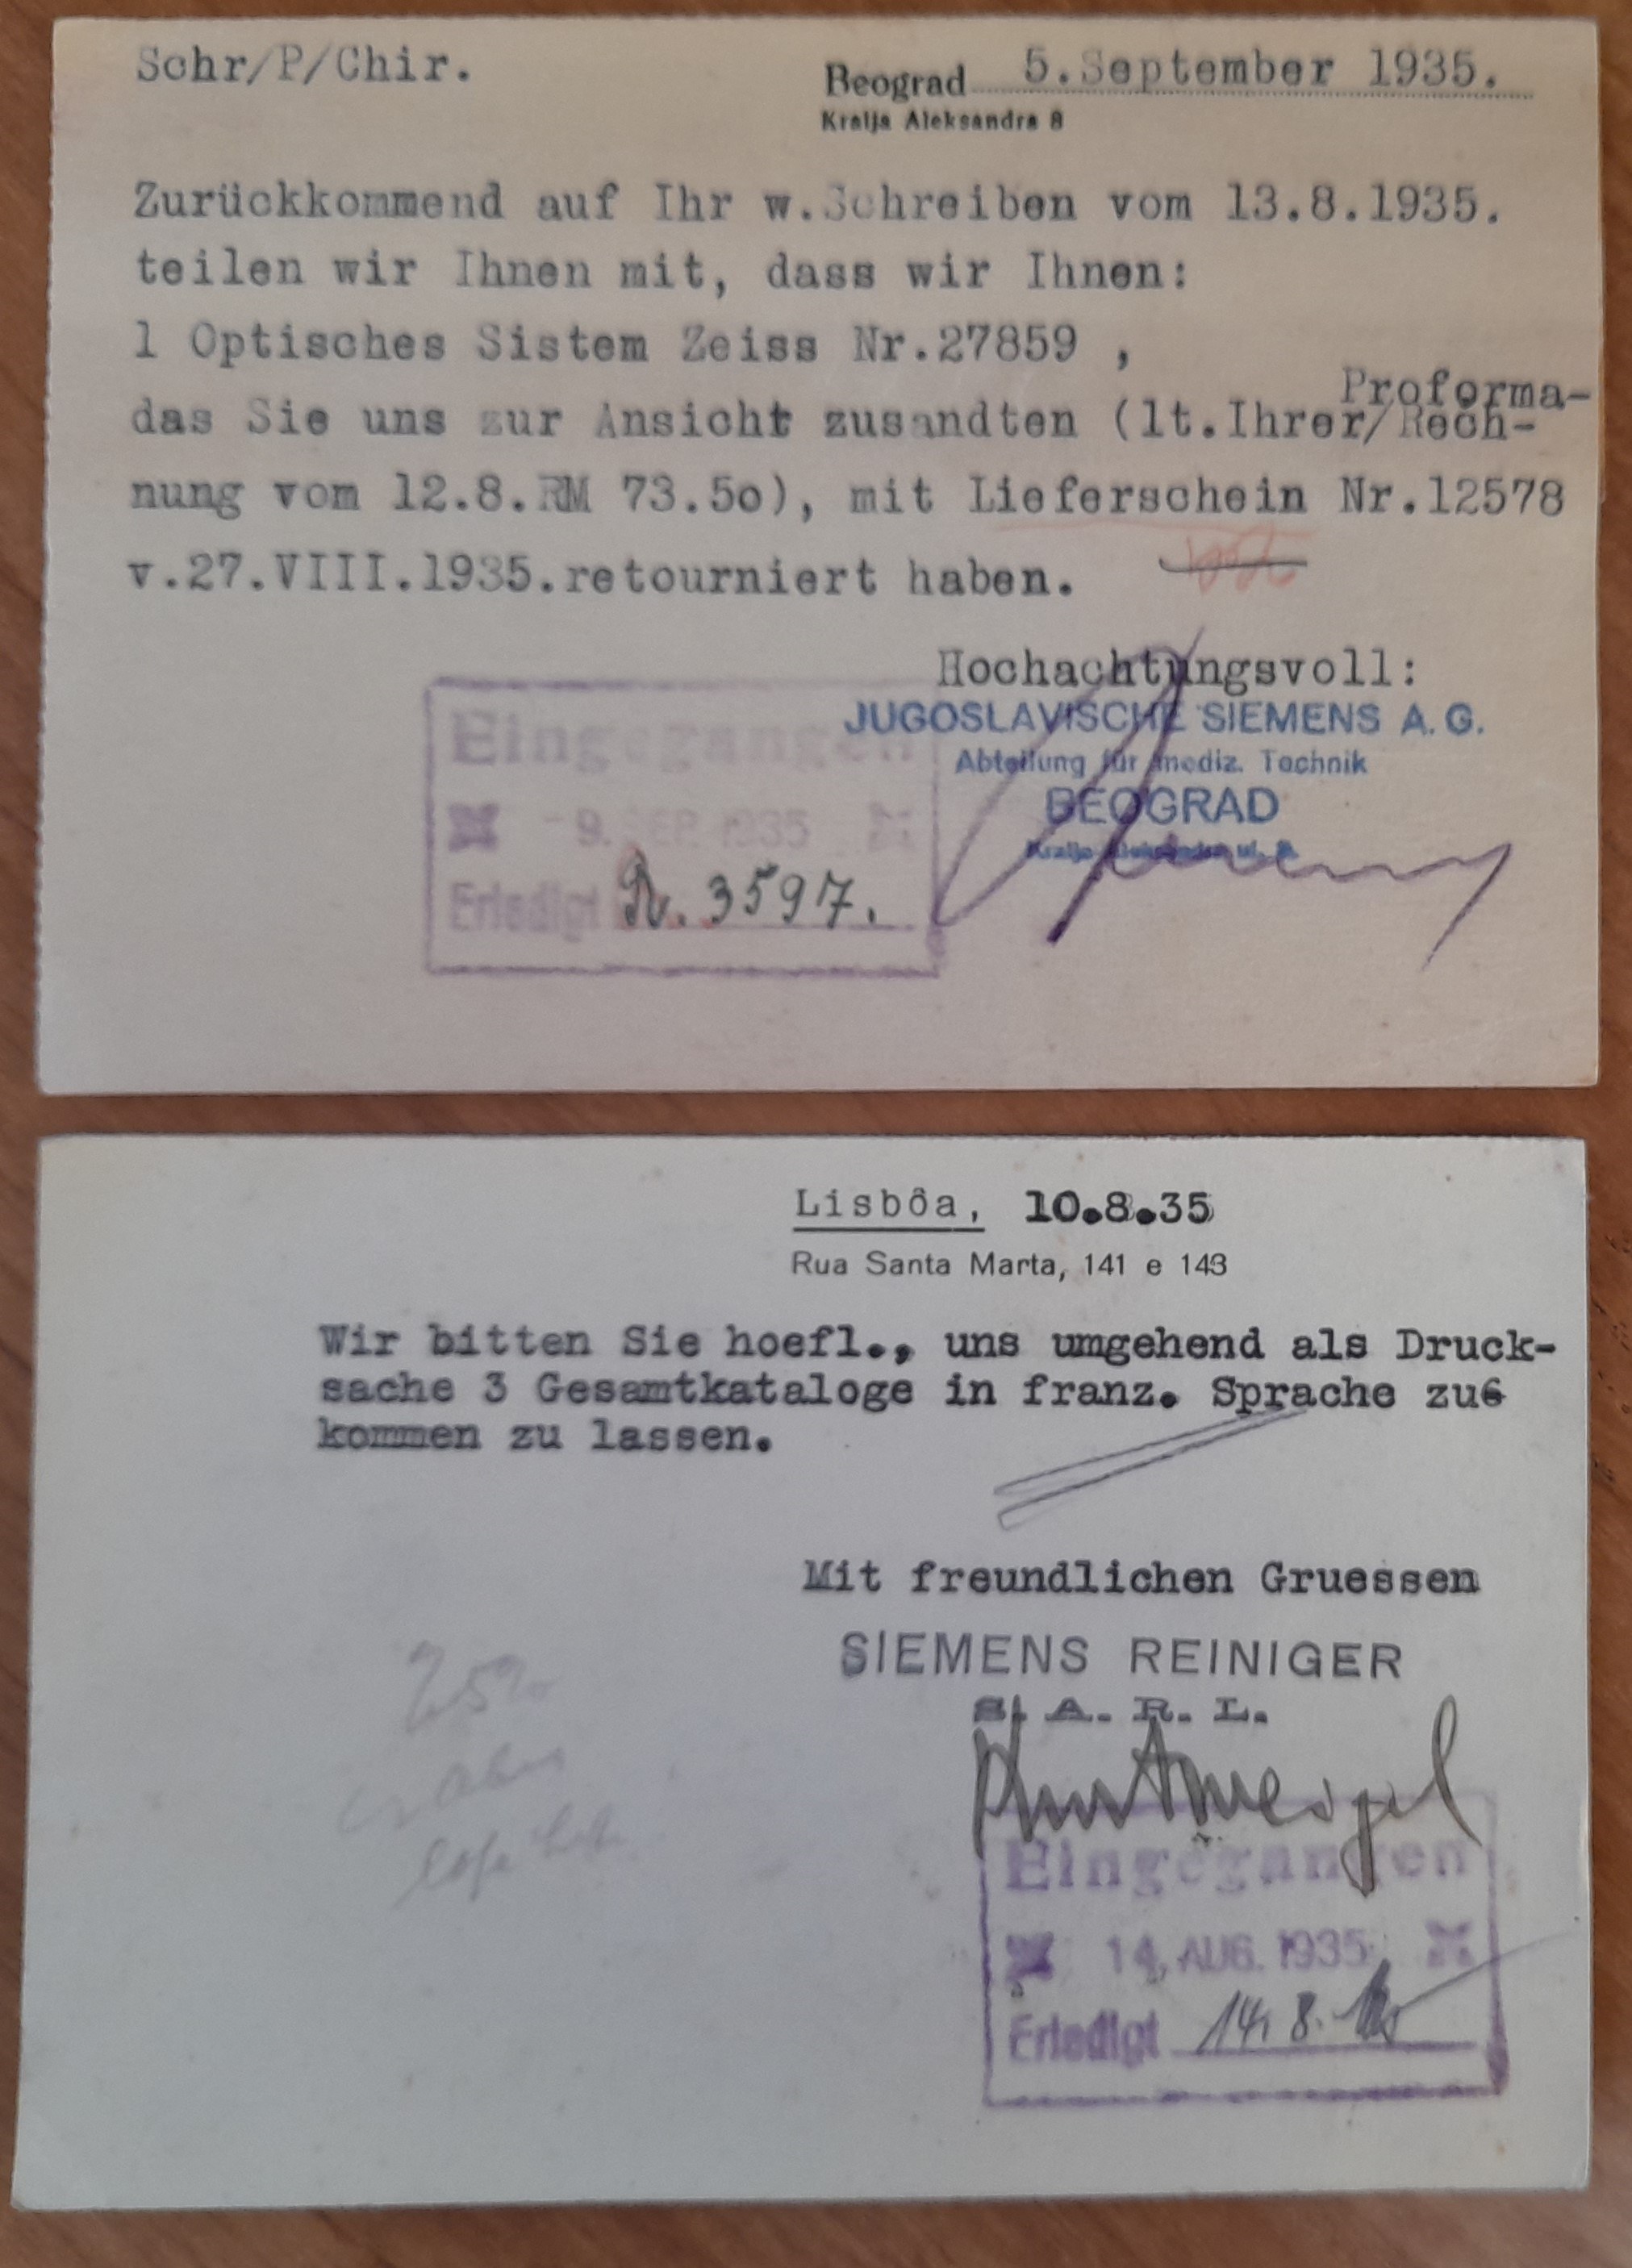 Schr/P/Chir.
Beograd 5.September 1935.
Kralja Aleksandra 8
Zurückkommend auf Ihr w.Schreiben vom 13.8.1935.
teilen wir Ihnen mit, dass wir Ihnen:
1 Optisches Sistem Zeiss Nr.27859 ,
Proforma-
das Sie uns zur Ansicht zusandten (lt.Ihrer/Rech-
nung vom 12.8.RM 73.5o), mit Lieferschein Nr.12578
v.27.VIII.1935.retourniert haben.
Hochachtungsvoll:
JUGOSLAVISCHE SIEMENS A. G.
Abteilung für mediz. Technik
BEOGRAD
Kralja Aleksandra ul. 8
Eingegangen
-9. SEP. 1935
Erledigt R. 3597.
Lisbôa, 10.8.35
Rua Santa Marta, 141 e 143
Wir bitten Sie hoefl., uns umgehend als Druck-
sache 3 Gesamtkataloge in franz. Sprache zu6
kommen zu lassen.
Mit freundlichen Gruessen
SIEMENS REINIGER
S. A. R. L.
Eingegangen
14. AUG. 1935
Erledigt 14. 8.